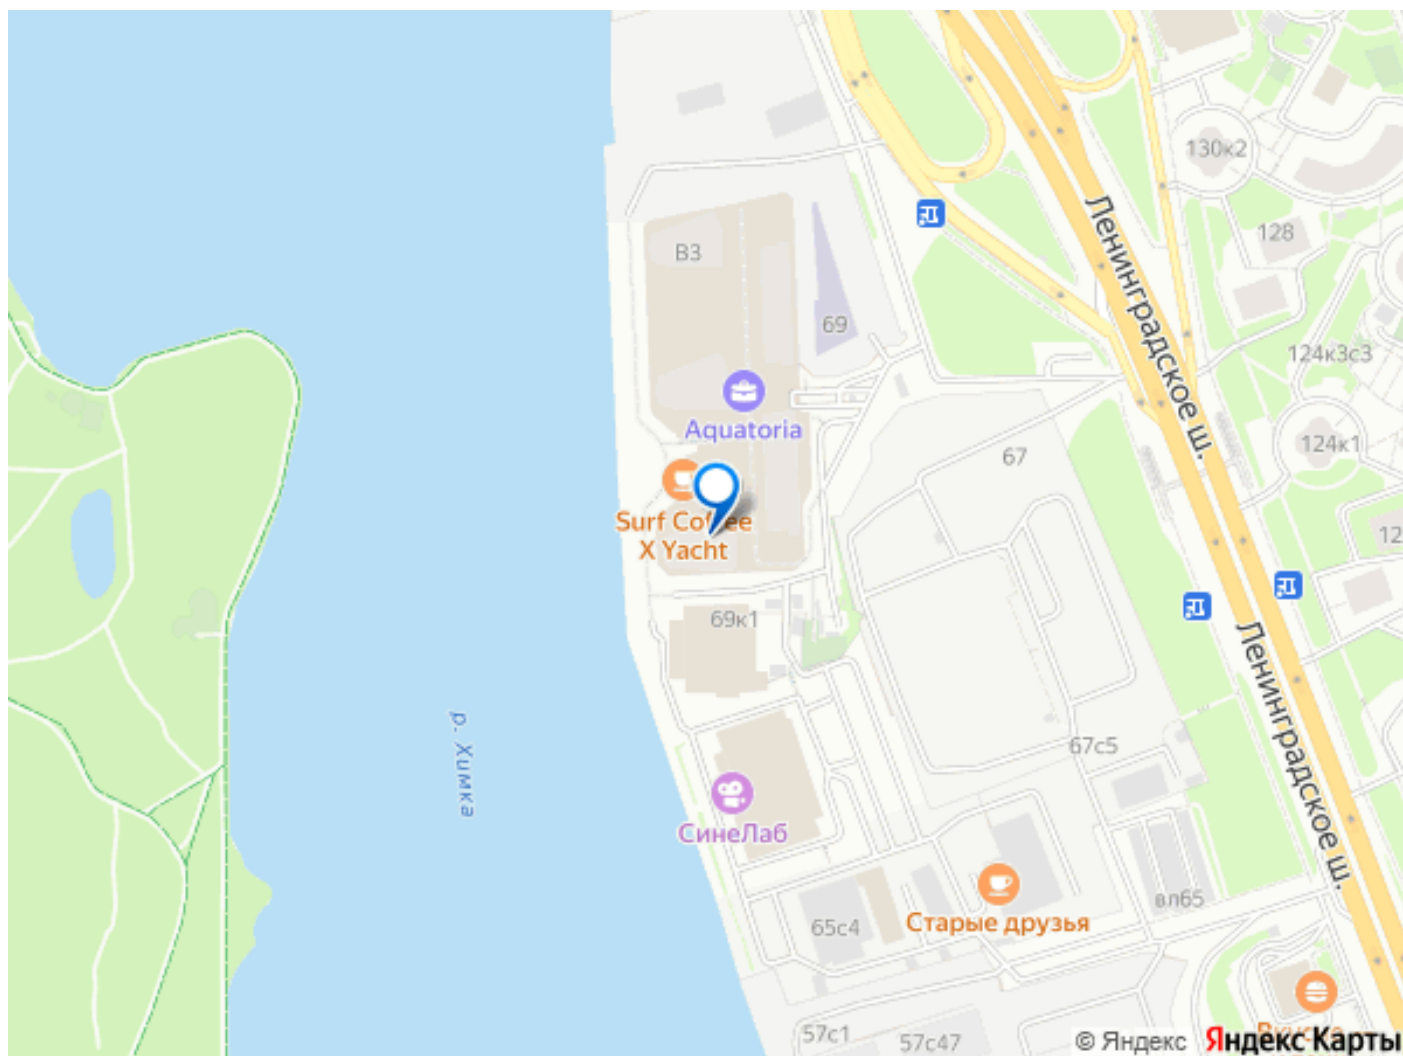 130к2
Ленинградское ш.
128
В3
69
124к3с3
Aquatoria
124к1
67
Surf Coffee
X Yacht
69к1
Ленинградское ш.
р. Химка
67с5
СинеЛаб
вл65
Старые друзья
65с4
57с1
57с47
© Яндекс
Яндекс Карты